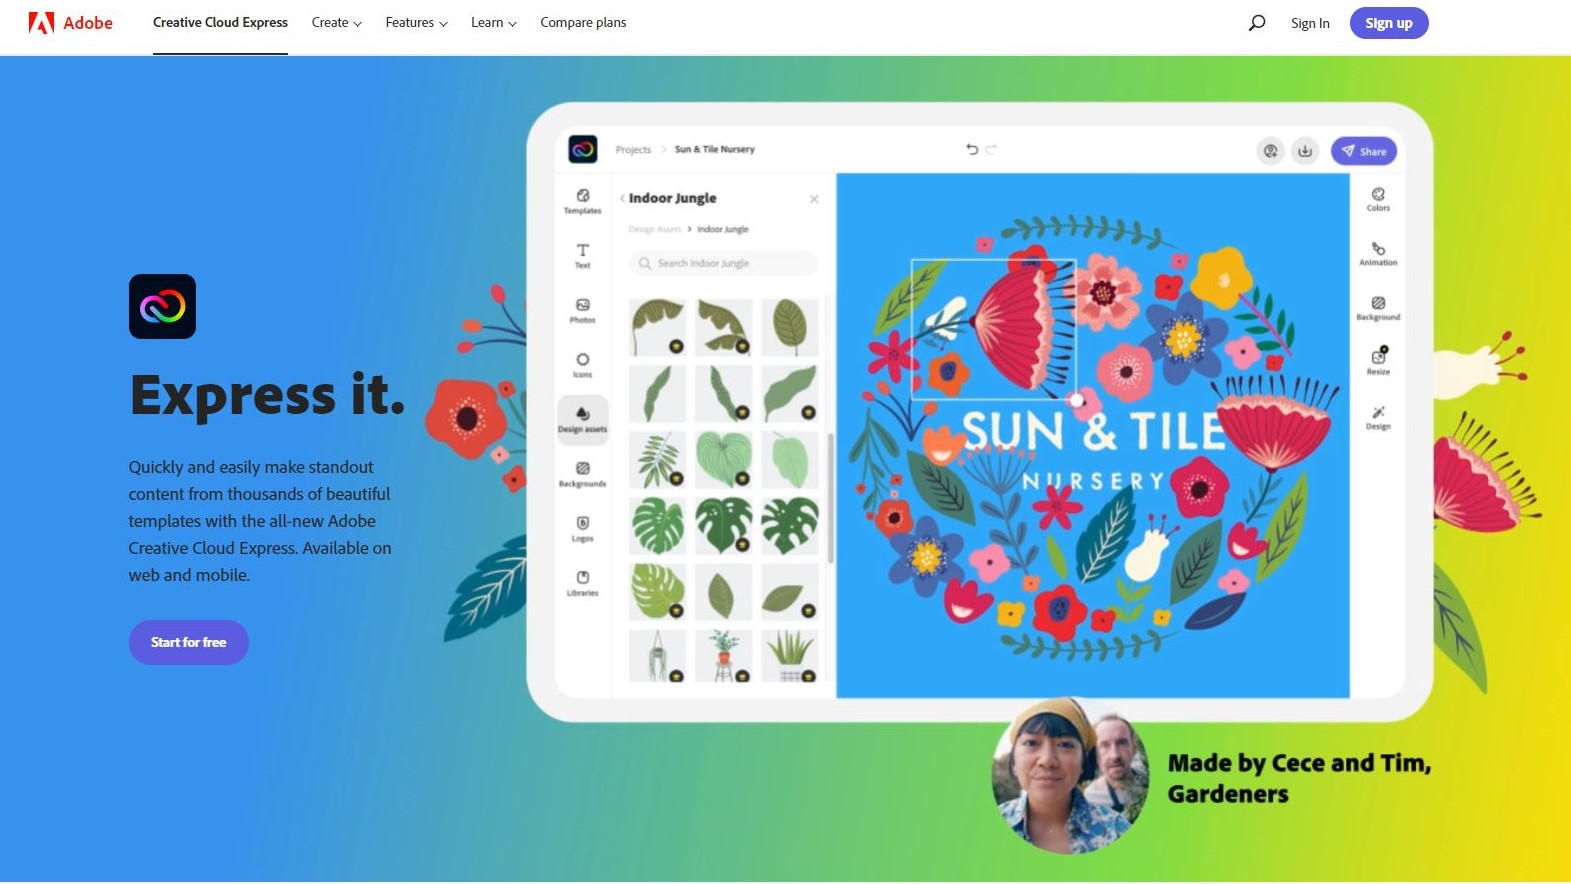 Adobe
Creative Cloud Express
Create
Features
Learn
Compare plans
Sign In
Sign up
Express it.
Quickly and easily make standout
content from thousands of beautiful
templates with the all-new Adobe
Creative Cloud Express. Available on
web and mobile.
Start for free
Projects > Sun & Tile Nursery
Share
Templates
Text
Photos
Icons
Design assets
Backgrounds
Logos
Libraries
Indoor Jungle
Design Assets > Indoor Jungle
Search Indoor Jungle
SUN & TILE
NURSERY
Colors
Animation
Background
Resize
Design
Made by Cece and Tim,
Gardeners